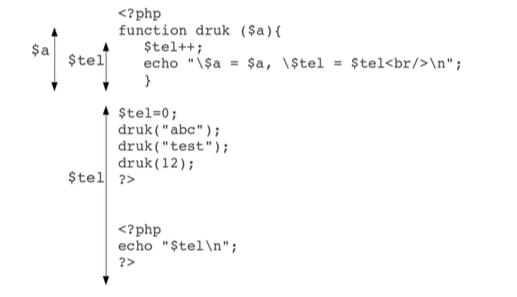 <?php
function druk ($a){
$a
$tel++;
$tel
echo "\$a = $a, \$tel = $tel<br/>\n";
}
$tel=0;
druk("abc");
druk("test");
druk(12);
$tel
?>
<?php
echo "$tel\n";
?>